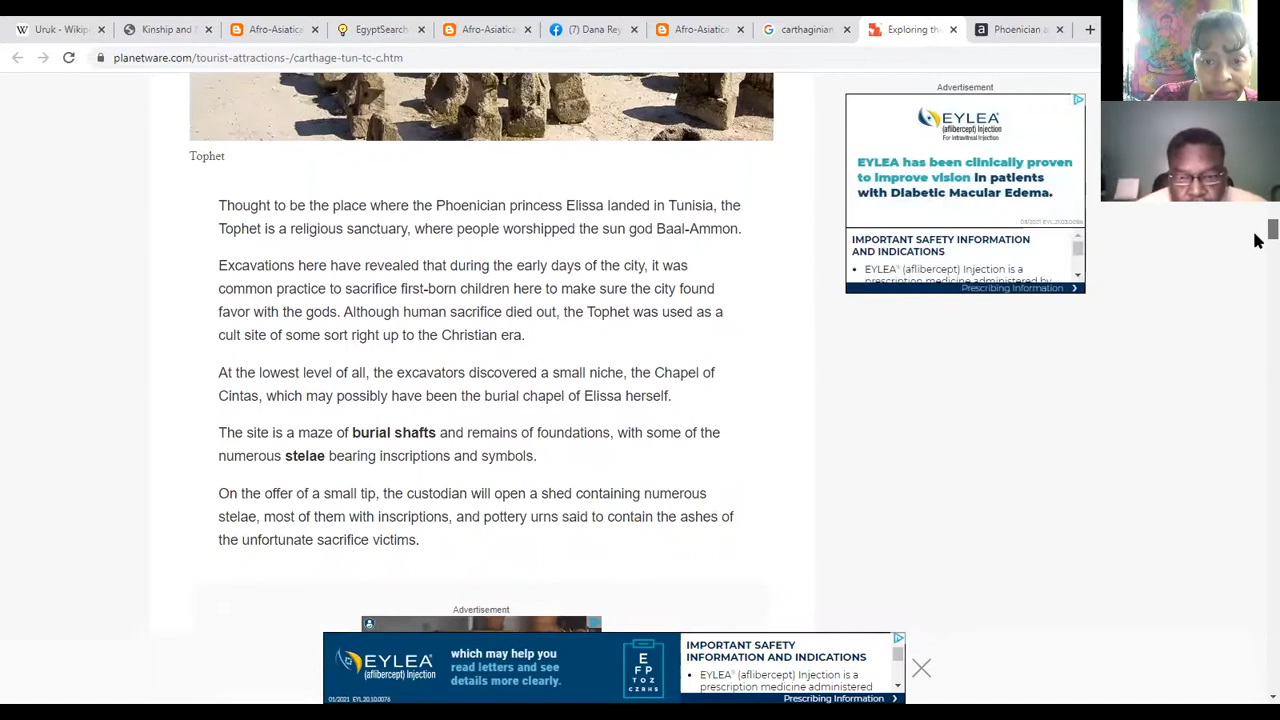 Uruk - Wikip
Kinship and
Afro-Asiatica
EgyptSearch
Afro-Asiatic
(7) Dana Rey
Afro-Asiatic
carthaginian
Exploring the
Phoenician a
planetware.com/tourist-attractions-/carthage-tun-tc-c.htm
Tophet
Thought to be the place where the Phoenician princess Elissa landed in Tunisia, the
Tophet is a religious sanctuary, where people worshipped the sun god Baal-Ammon.
Excavations here have revealed that during the early days of the city, it was
common practice to sacrifice first-born children here to make sure the city found
favor with the gods. Although human sacrifice died out, the Tophet was used as a
cult site of some sort right up to the Christian era.
At the lowest level of all, the excavators discovered a small niche, the Chapel of
Cintas, which may possibly have been the burial chapel of Elissa herself.
The site is a maze of burial shafts and remains of foundations, with some of the
numerous stelae bearing inscriptions and symbols.
On the offer of a small tip, the custodian will open a shed containing numerous
stelae, most of them with inscriptions, and pottery urns said to contain the ashes of
the unfortunate sacrifice victims.
Advertisement
EYLEA
(aflibercept) Injection
For Intravitreal Injection
EYLEA has been clinically proven
to improve vision in patients
with Diabetic Macular Edema.
IMPORTANT SAFETY INFORMATION
AND INDICATIONS
• EYLEA® (aflibercept) Injection is a
prescription medicine administered by
Prescribing Information
Advertisement
EYLEA
(aflibercept) Injection
01/2021 EYL.20.10.0076
which may help you
read letters and see
details more clearly.
E
F P
T O Z
C Z R H S
IMPORTANT SAFETY
INFORMATION AND INDICATIONS
• EYLEA® (aflibercept) Injection is a
prescription medicine administered
Prescribing Information